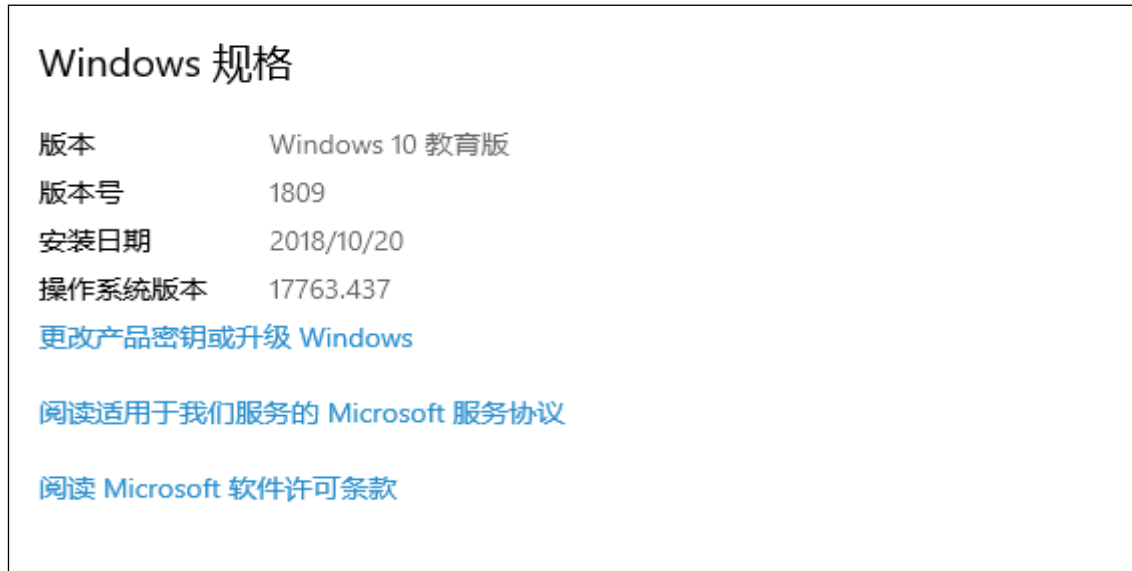 Windows 规格
版本 Windows 10 教育版
版本号 1809
安装日期 2018/10/20
操作系统版本 17763.437
更改产品密钥或升级 Windows
阅读适用于我们服务的 Microsoft 服务协议
阅读 Microsoft 软件许可条款